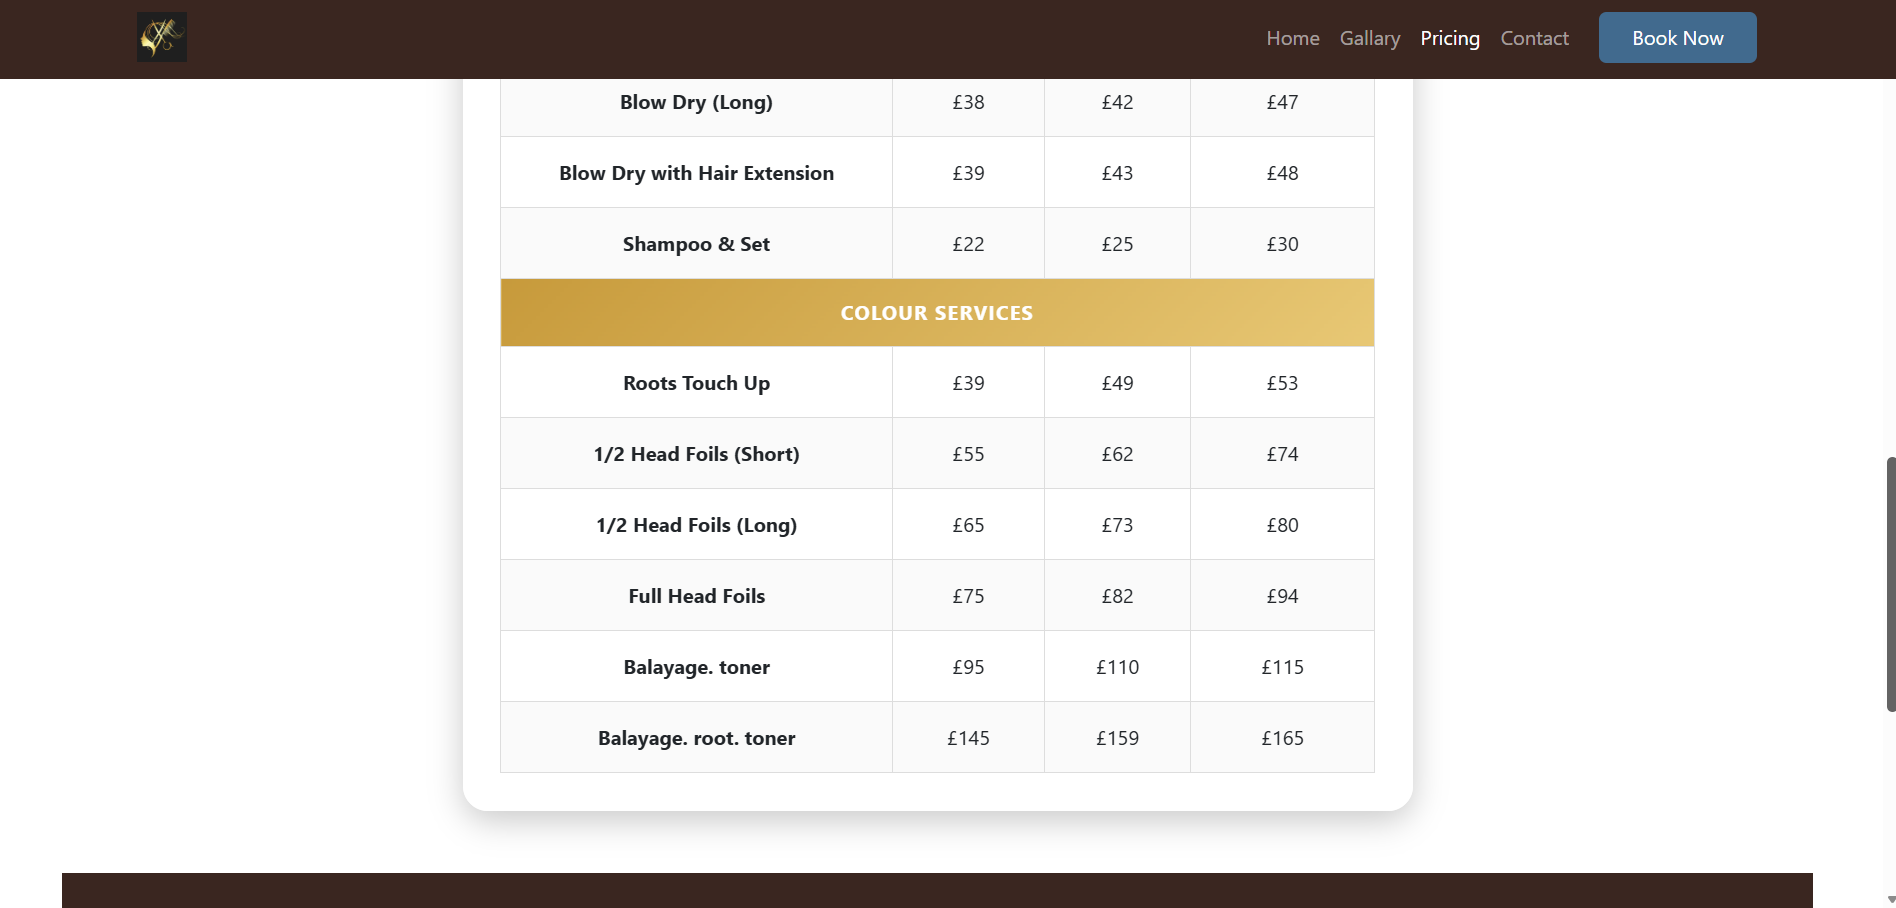 Home Gallary Pricing Contact Book Now
Blow Dry (Long) £38 £42 £47
Blow Dry with Hair Extension £39 £43 £48
Shampoo & Set £22 £25 £30
COLOUR SERVICES
Roots Touch Up £39 £49 £53
1/2 Head Foils (Short) £55 £62 £74
1/2 Head Foils (Long) £65 £73 £80
Full Head Foils £75 £82 £94
Balayage. toner £95 £110 £115
Balayage. root. toner £145 £159 £165